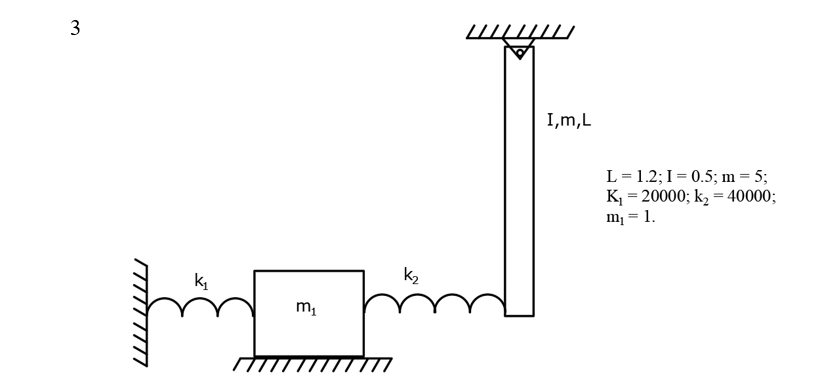 3
I,m,L
L = 1.2; I = 0.5; m = 5;
K₁ = 20000; k₂ = 40000;
m₁ = 1.
k₁
k₂
m₁